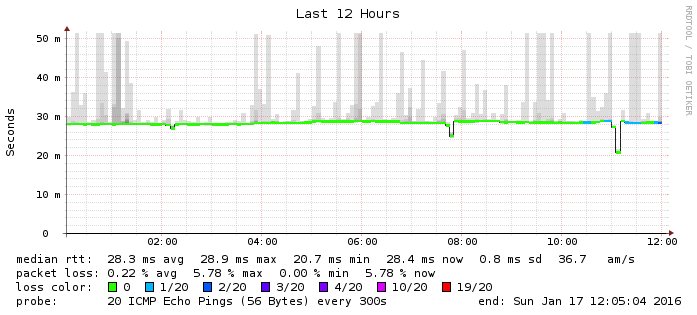 Last 12 Hours
RRDTOOL / TOBI OETIKER
Seconds
50 m
40 m
30 m
20 m
10 m
0
02:00 04:00 06:00 08:00 10:00 12:00
median rtt: 28.3 ms avg 28.9 ms max 20.7 ms min 28.4 ms now 0.8 ms sd 36.7 am/s
packet loss: 0.22 % avg 5.78 % max 0.00 % min 5.78 % now
loss color: 0 1/20 2/20 3/20 4/20 10/20 19/20
probe: 20 ICMP Echo Pings (56 Bytes) every 300s end: Sun Jan 17 12:05:04 2016